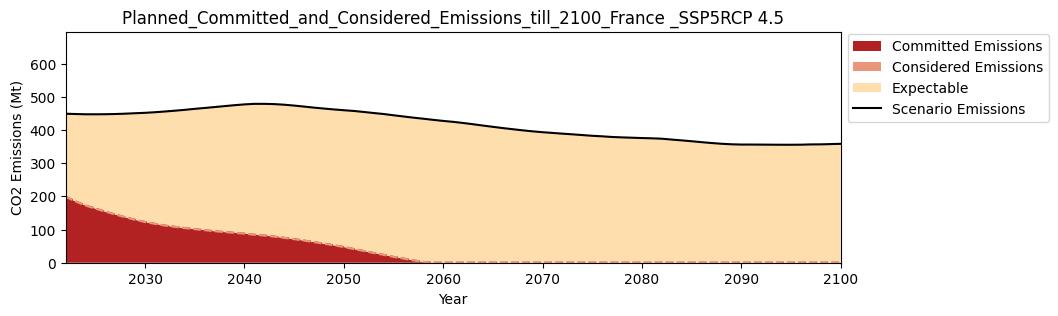 Planned_Committed_and_Considered_Emissions_till_2100_France _SSP5RCP 4.5
CO2 Emissions (Mt)
600
500
400
300
200
100
0
2030
2040
2050
2060
2070
2080
2090
2100
Year
Committed Emissions
Considered Emissions
Expectable
Scenario Emissions